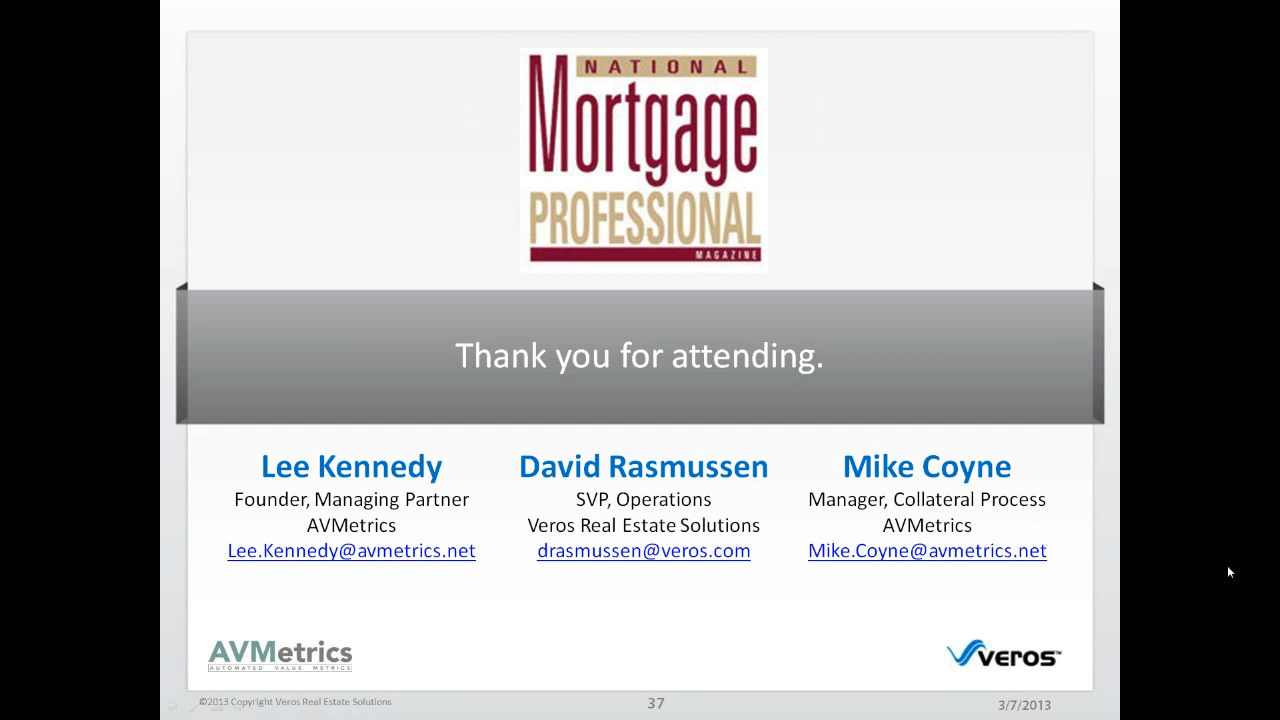 NATIONAL
Mortgage
PROFESSIONAL
MAGAZINE
Thank you for attending.
Lee Kennedy
Founder, Managing Partner
AVMetrics
Lee.Kennedy@avmetrics.net
David Rasmussen
SVP, Operations
Veros Real Estate Solutions
drasmussen@veros.com
Mike Coyne
Manager, Collateral Process
AVMetrics
Mike.Coyne@avmetrics.net
AVMetrics
AUTOMATED VALUE METRICS
VEROS™
©2013 Copyright Veros Real Estate Solutions
37
3/7/2013